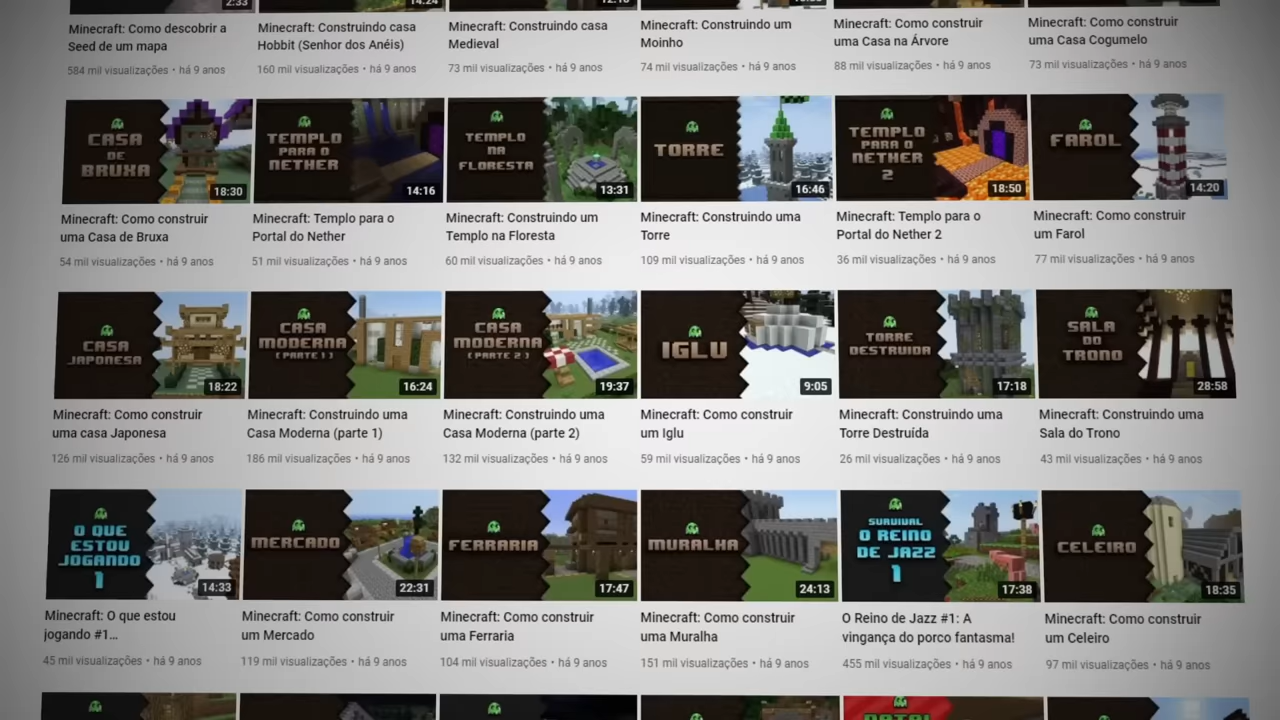 2:33
14:24
Minecraft: Como descobrir a
Seed de um mapa
584 mil visualizações • há 9 anos
Minecraft: Construindo casa
Hobbit (Senhor dos Anéis)
160 mil visualizações • há 9 anos
Minecraft: Construindo casa
Medieval
73 mil visualizações • há 9 anos
Minecraft: Construindo um
Moinho
74 mil visualizações • há 9 anos
Minecraft: Como construir
uma Casa na Árvore
88 mil visualizações • há 9 anos
Minecraft: Como construir
uma Casa Cogumelo
73 mil visualizações • há 9 anos
CASA
DE
BRUXA
18:30
Minecraft: Como construir
uma Casa de Bruxa
54 mil visualizações • há 9 anos
TEMPLO
PARA O
NETHER
14:16
Minecraft: Templo para o
Portal do Nether
51 mil visualizações • há 9 anos
TEMPLO
NA
FLORESTA
13:31
Minecraft: Construindo um
Templo na Floresta
60 mil visualizações • há 9 anos
TORRE
16:46
Minecraft: Construindo uma
Torre
109 mil visualizações • há 9 anos
TEMPLO
PARA O
NETHER
2
18:50
Minecraft: Templo para o
Portal do Nether 2
36 mil visualizações • há 9 anos
FAROL
14:20
Minecraft: Como construir
um Farol
77 mil visualizações • há 9 anos
CASA
JAPONESA
18:22
Minecraft: Como construir
uma casa Japonesa
126 mil visualizações • há 9 anos
CASA
MODERNA
(PARTE 1)
16:24
Minecraft: Construindo uma
Casa Moderna (parte 1)
186 mil visualizações • há 9 anos
CASA
MODERNA
(PARTE 2)
19:37
Minecraft: Construindo uma
Casa Moderna (parte 2)
132 mil visualizações • há 9 anos
IGLU
9:05
Minecraft: Como construir
um Iglu
59 mil visualizações • há 9 anos
TORRE
DESTRUIDA
17:18
Minecraft: Construindo uma
Torre Destruída
26 mil visualizações • há 9 anos
SALA
DO
TRONO
28:58
Minecraft: Construindo uma
Sala do Trono
43 mil visualizações • há 9 anos
O QUE
ESTOU
JOGANDO
1
14:33
Minecraft: O que estou
jogando #1...
45 mil visualizações • há 9 anos
MERCADO
22:31
Minecraft: Como construir
um Mercado
119 mil visualizações • há 9 anos
FERRARIA
17:47
Minecraft: Como construir
uma Ferraria
104 mil visualizações • há 9 anos
MURALHA
24:13
Minecraft: Como construir
uma Muralha
151 mil visualizações • há 9 anos
SURVIVAL
O REINO
DE JAZZ
1
17:38
O Reino de Jazz #1: A
vingança do porco fantasma!
455 mil visualizações • há 9 anos
CELEIRO
18:35
Minecraft: Como construir
um Celeiro
97 mil visualizações • há 9 anos
NATAL